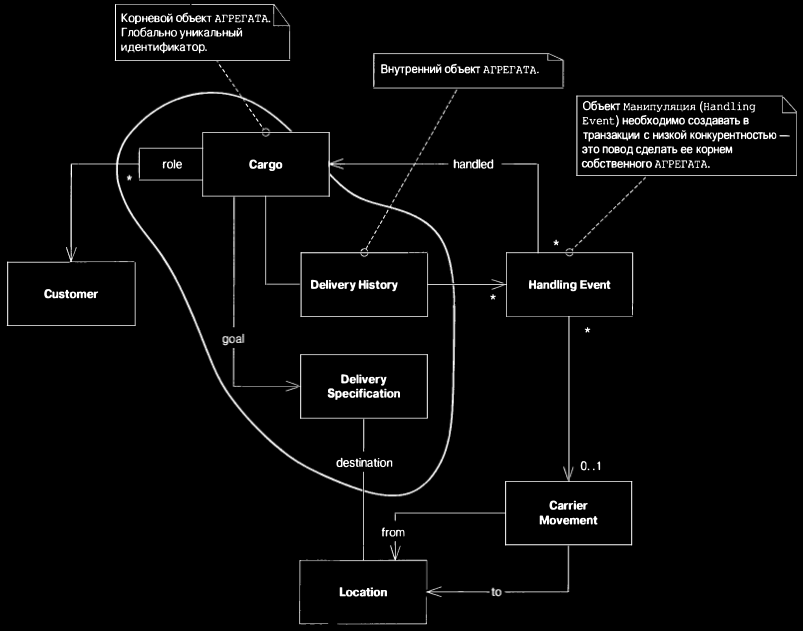 Корневой объект АГРЕГАТА.
Глобально уникальный
идентификатор.
Внутренний объект АГРЕГАТА.
Объект Манипуляция (Handling
Event) необходимо создавать в
транзакции с низкой конкурентностью —
это повод сделать ее корнем
собственного АГРЕГАТА.
role
Cargo
handled
*
*
Customer
Delivery History
*
Handling Event
*
goal
Delivery
Specification
destination
0..1
Carrier
Movement
from
Location
to